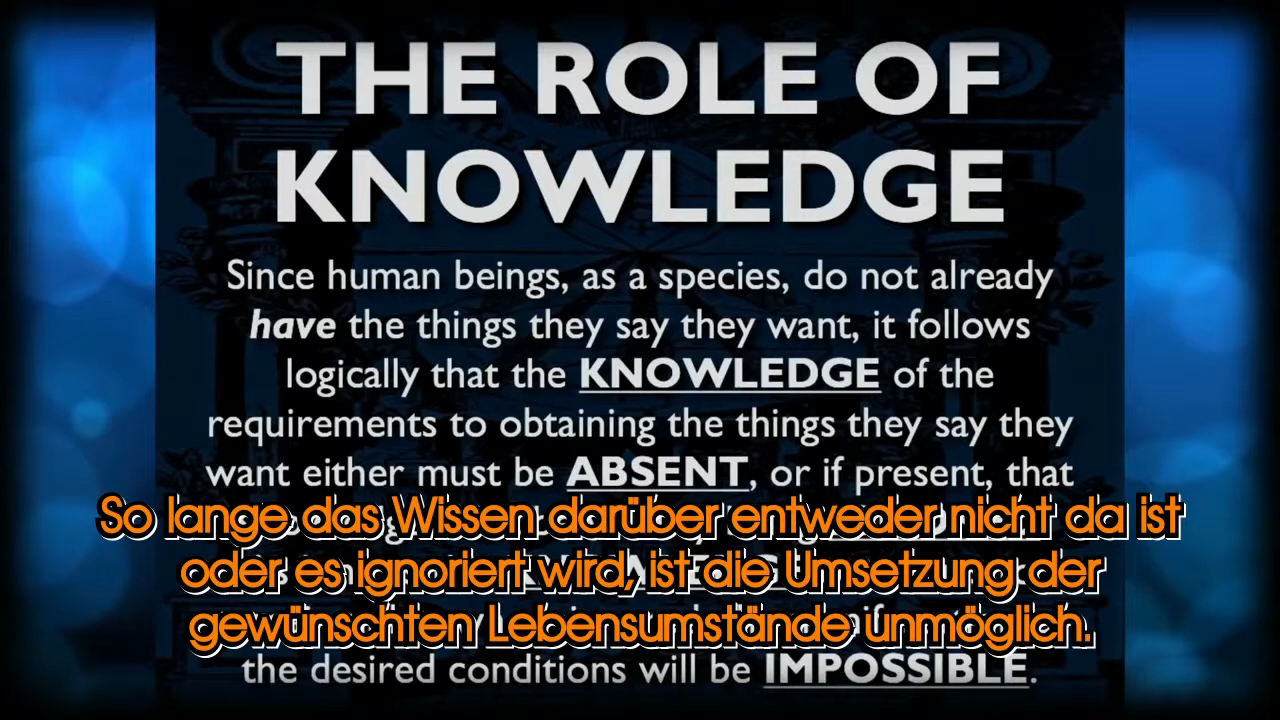 THE ROLE OF
KNOWLEDGE
Since human beings, as a species, do not already
have the things they say they want, it follows
logically that the KNOWLEDGE of the
requirements to obtaining the things they say they
want either must be ABSENT, or if present, that
So lange das Wissen darüber entweder nicht da ist
oder es ignoriert wird, ist die Umsetzung der
gewünschten Lebensumstände unmöglich.
the desired conditions will be IMPOSSIBLE.